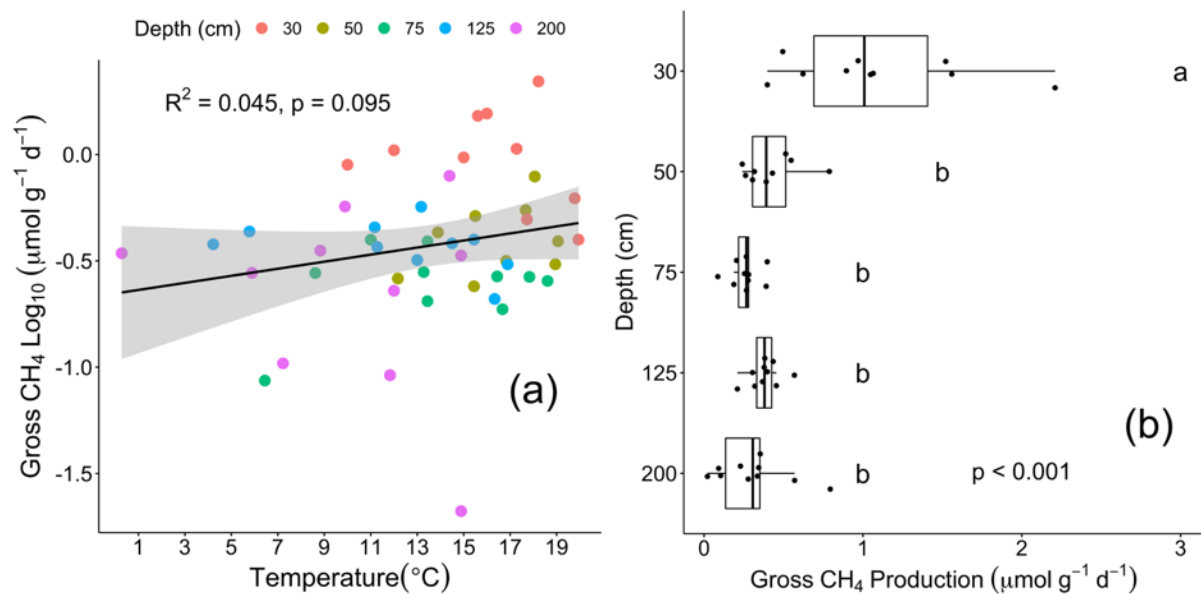 Depth (cm) 30 50 75 125 200
R² = 0.045, p = 0.095
Gross CH₄ Log₁₀ (μmol g⁻¹ d⁻¹)
0.0
-0.5
-1.0
-1.5
(a)
1 3 5 7 9 11 13 15 17 19
Temperature(°C)
Depth (cm)
30
50
75
125
200
a
b
b
b
b
(b)
p < 0.001
0 1 2 3
Gross CH₄ Production (μmol g⁻¹ d⁻¹)